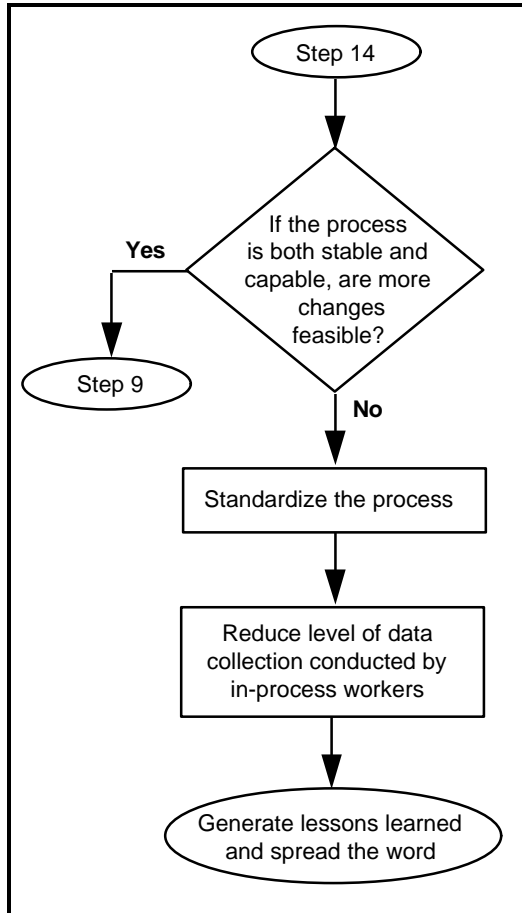 Step 14
If the process
is both stable and
capable, are more
changes
feasible?
Yes
Step 9
No
Standardize the process
Reduce level of data
collection conducted by
in-process workers
Generate lessons learned
and spread the word